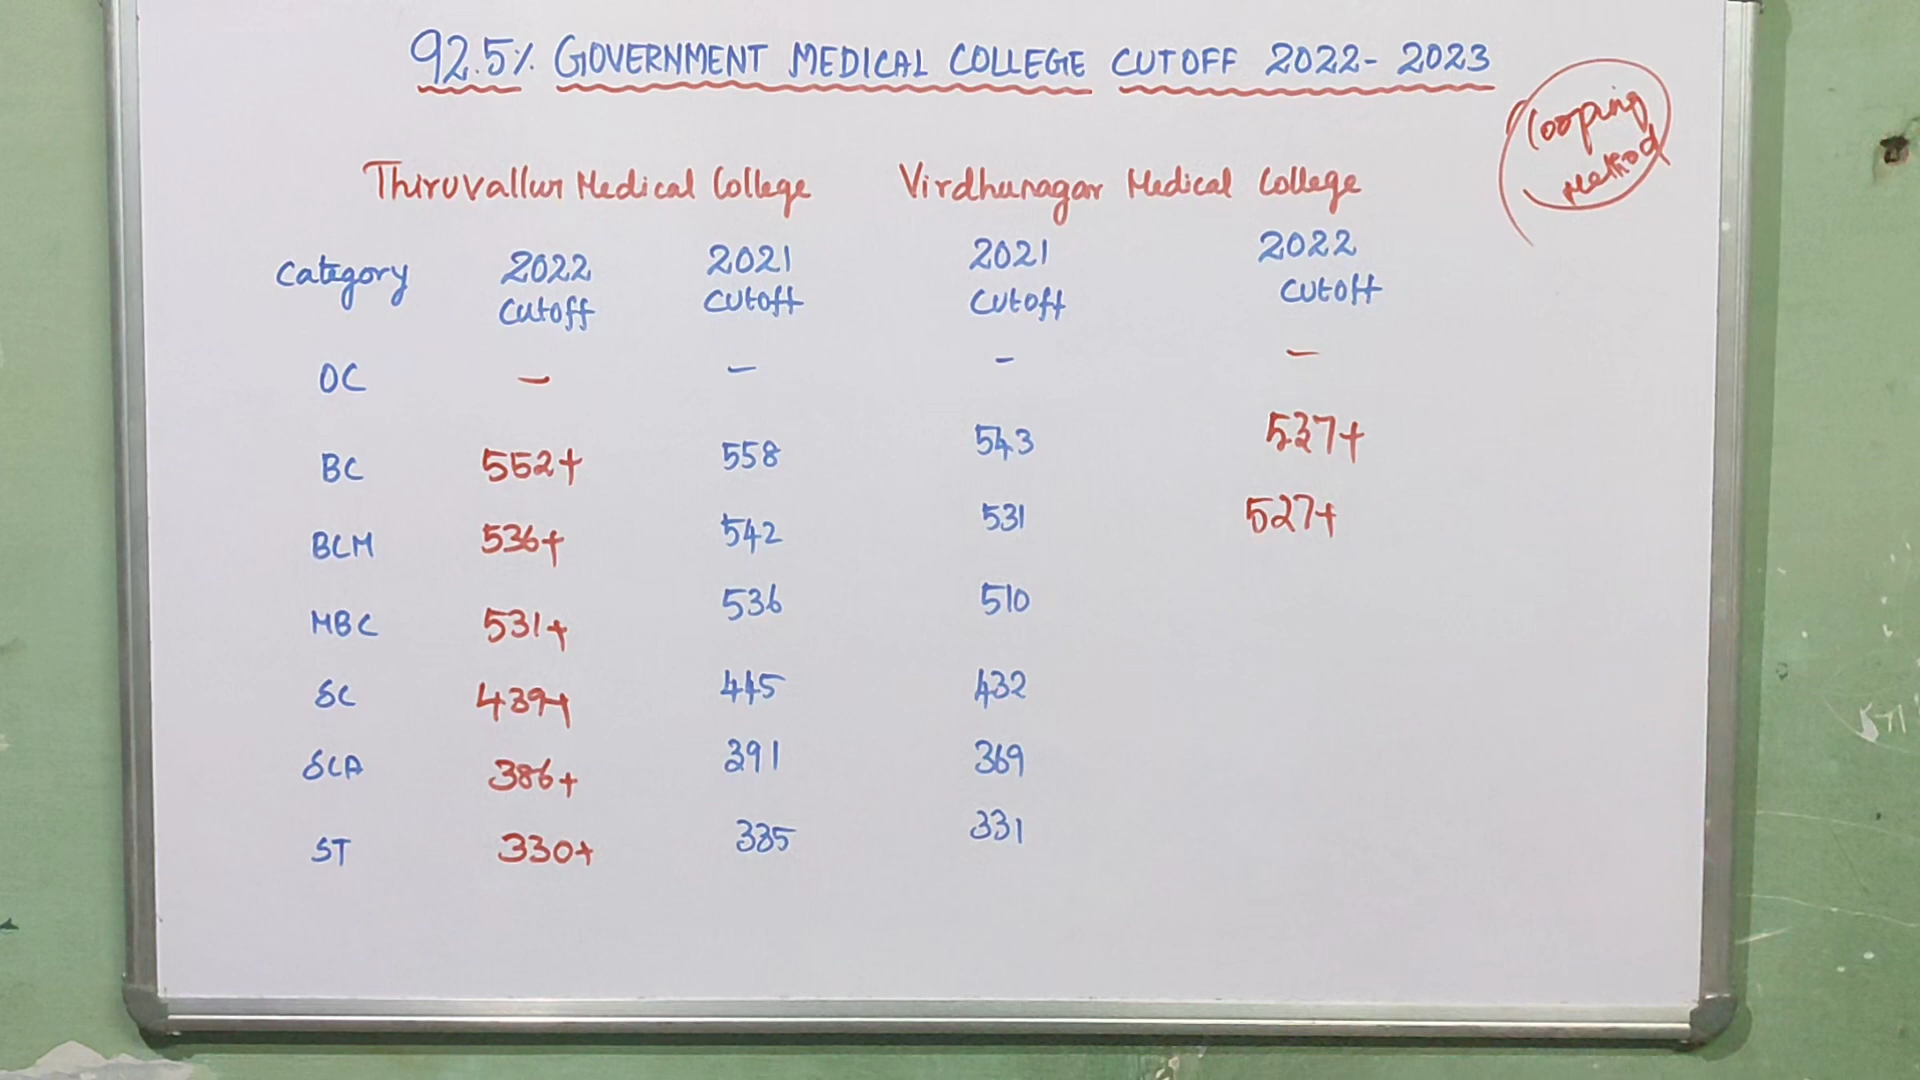 92.5% GOVERNMENT MEDICAL COLLEGE CUTOFF 2022-2023
Looping
Method
Thiruvallur Medical College Virdhunagar Medical College
Category 2022 Cutoff 2021 Cutoff 2021 Cutoff 2022 Cutoff
OC - - - -
BC 552+ 558 543 537+
BCM 536+ 542 531 527+
MBC 531+ 536 510
SC 439+ 445 432
SCA 386+ 391 369
ST 330+ 335 331